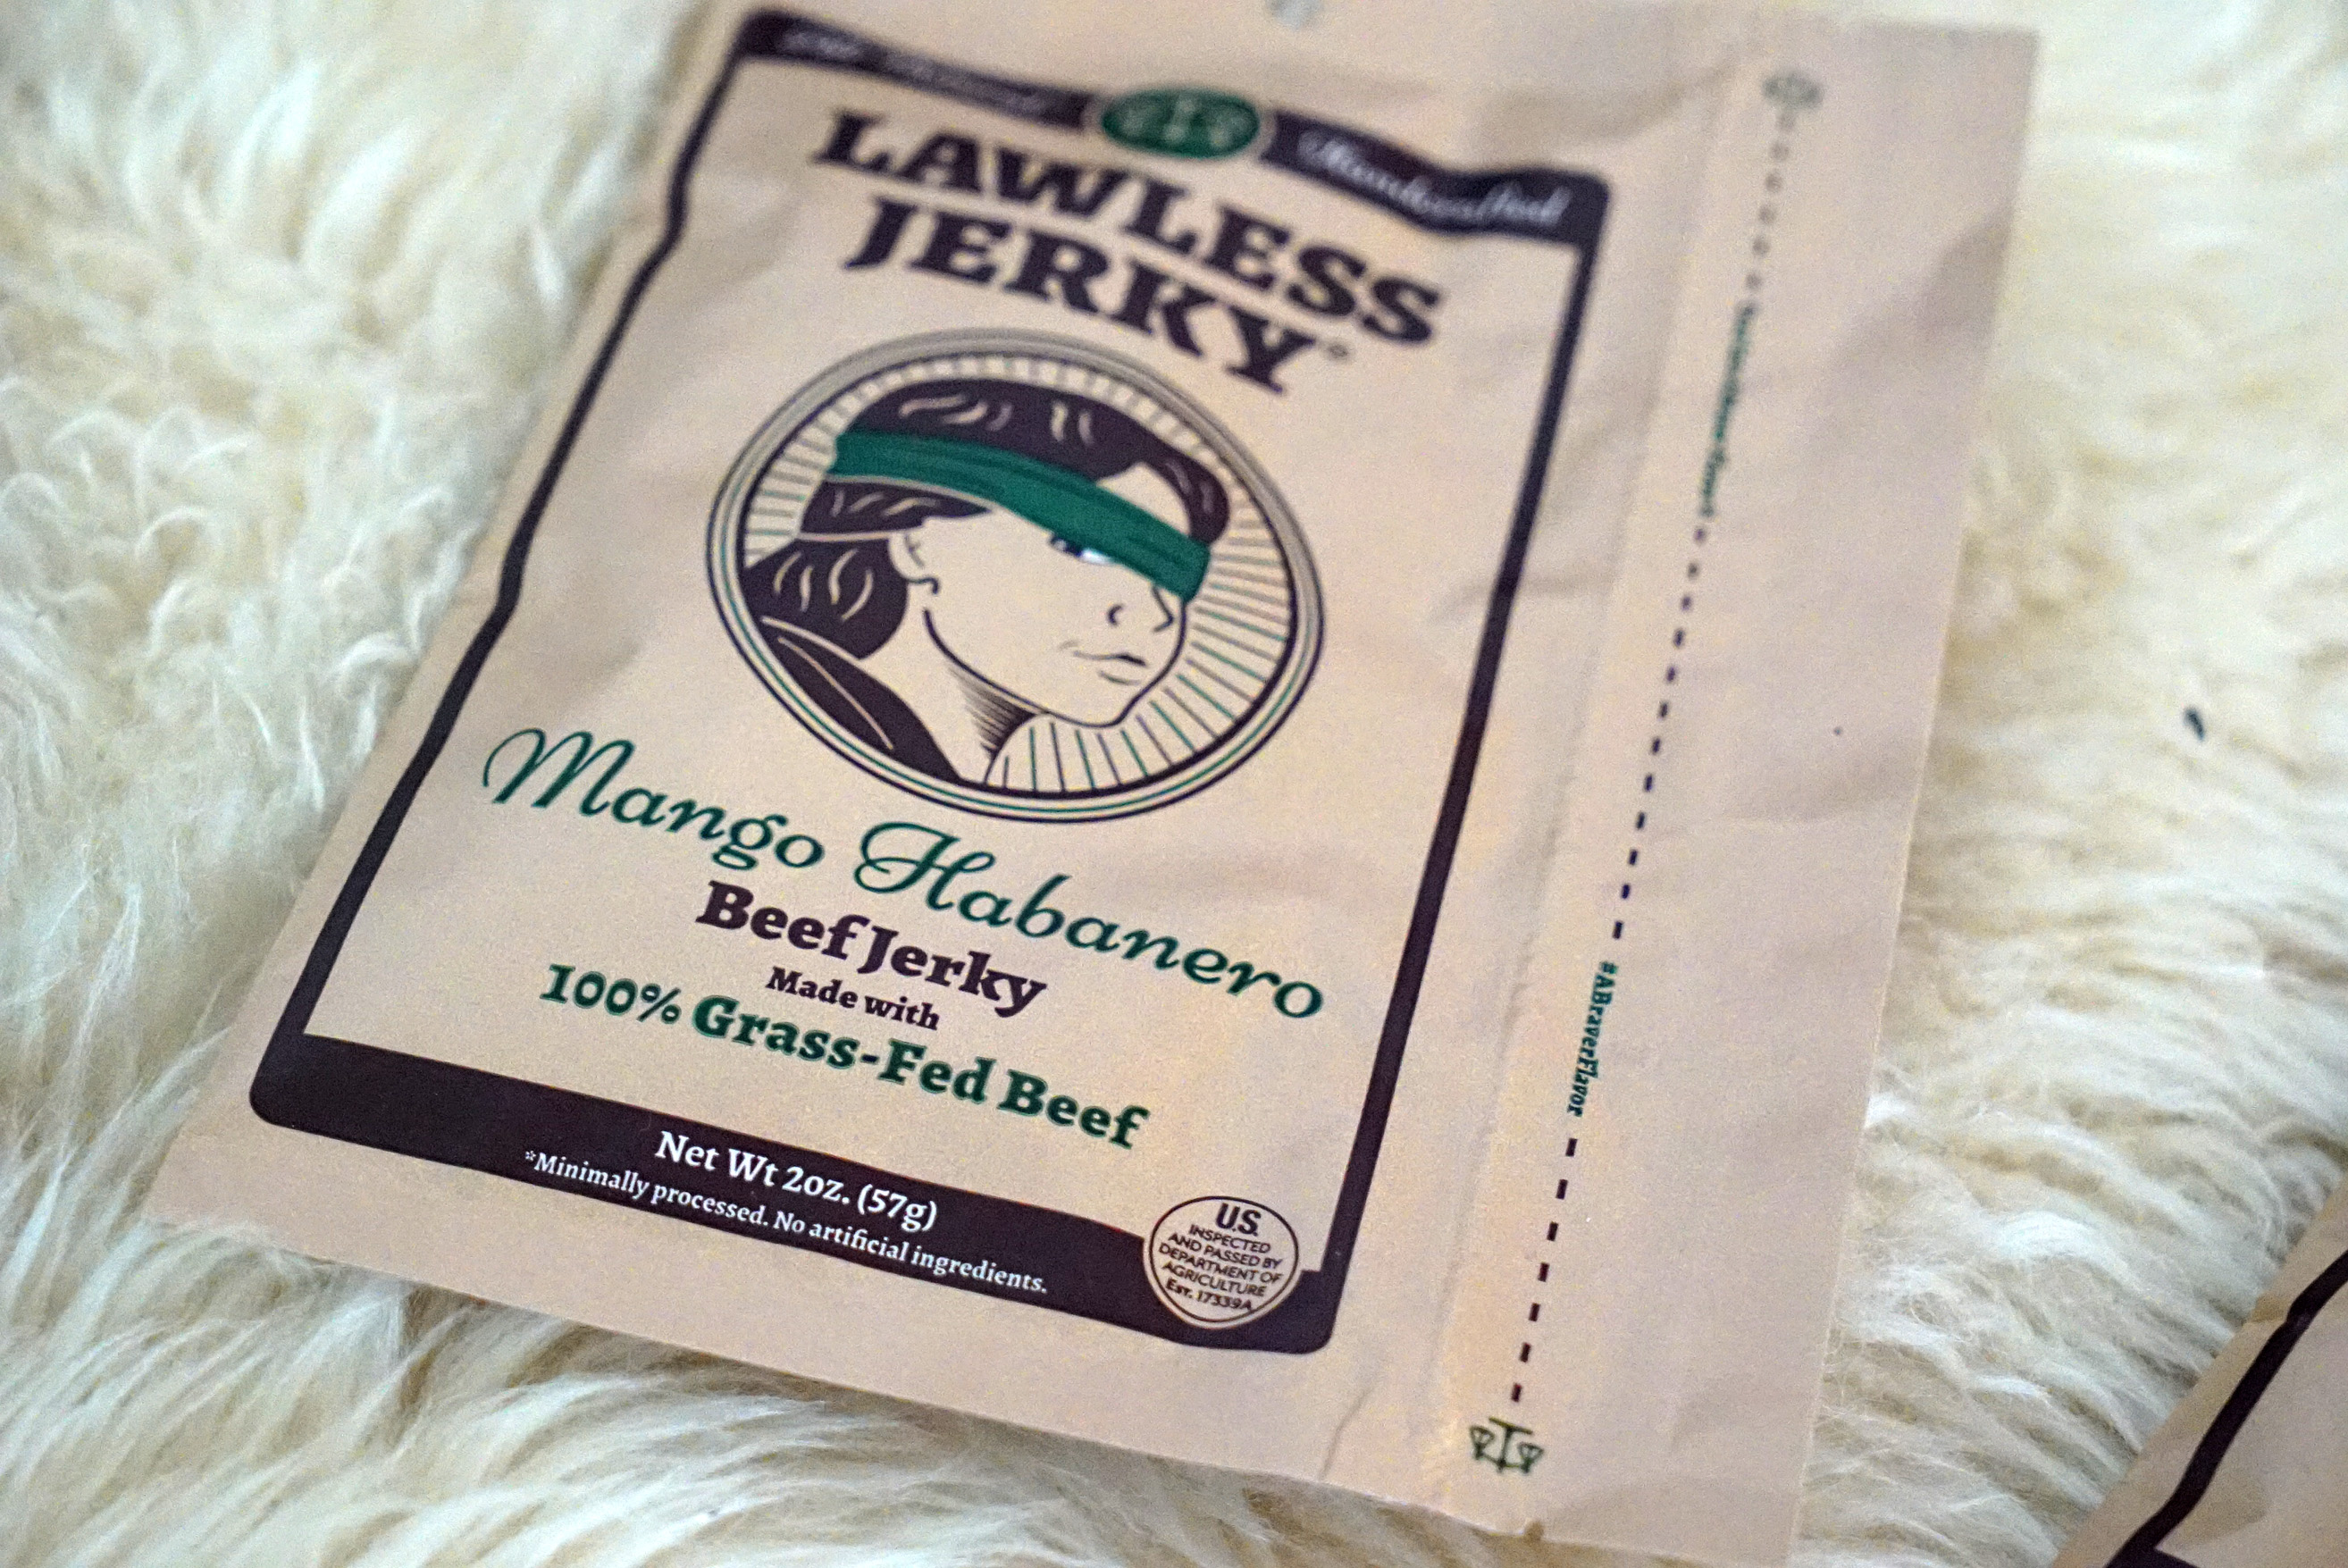 Handcrafted
LAWLESS
JERKY®
Mango Habanero
Beef Jerky
Made with
100% Grass-Fed Beef
Net Wt 2oz. (57g)
*Minimally processed. No artificial ingredients.
U.S.
INSPECTED
AND PASSED BY
DEPARTMENT OF
AGRICULTURE
EST. 17339A
#ABraverFlavor